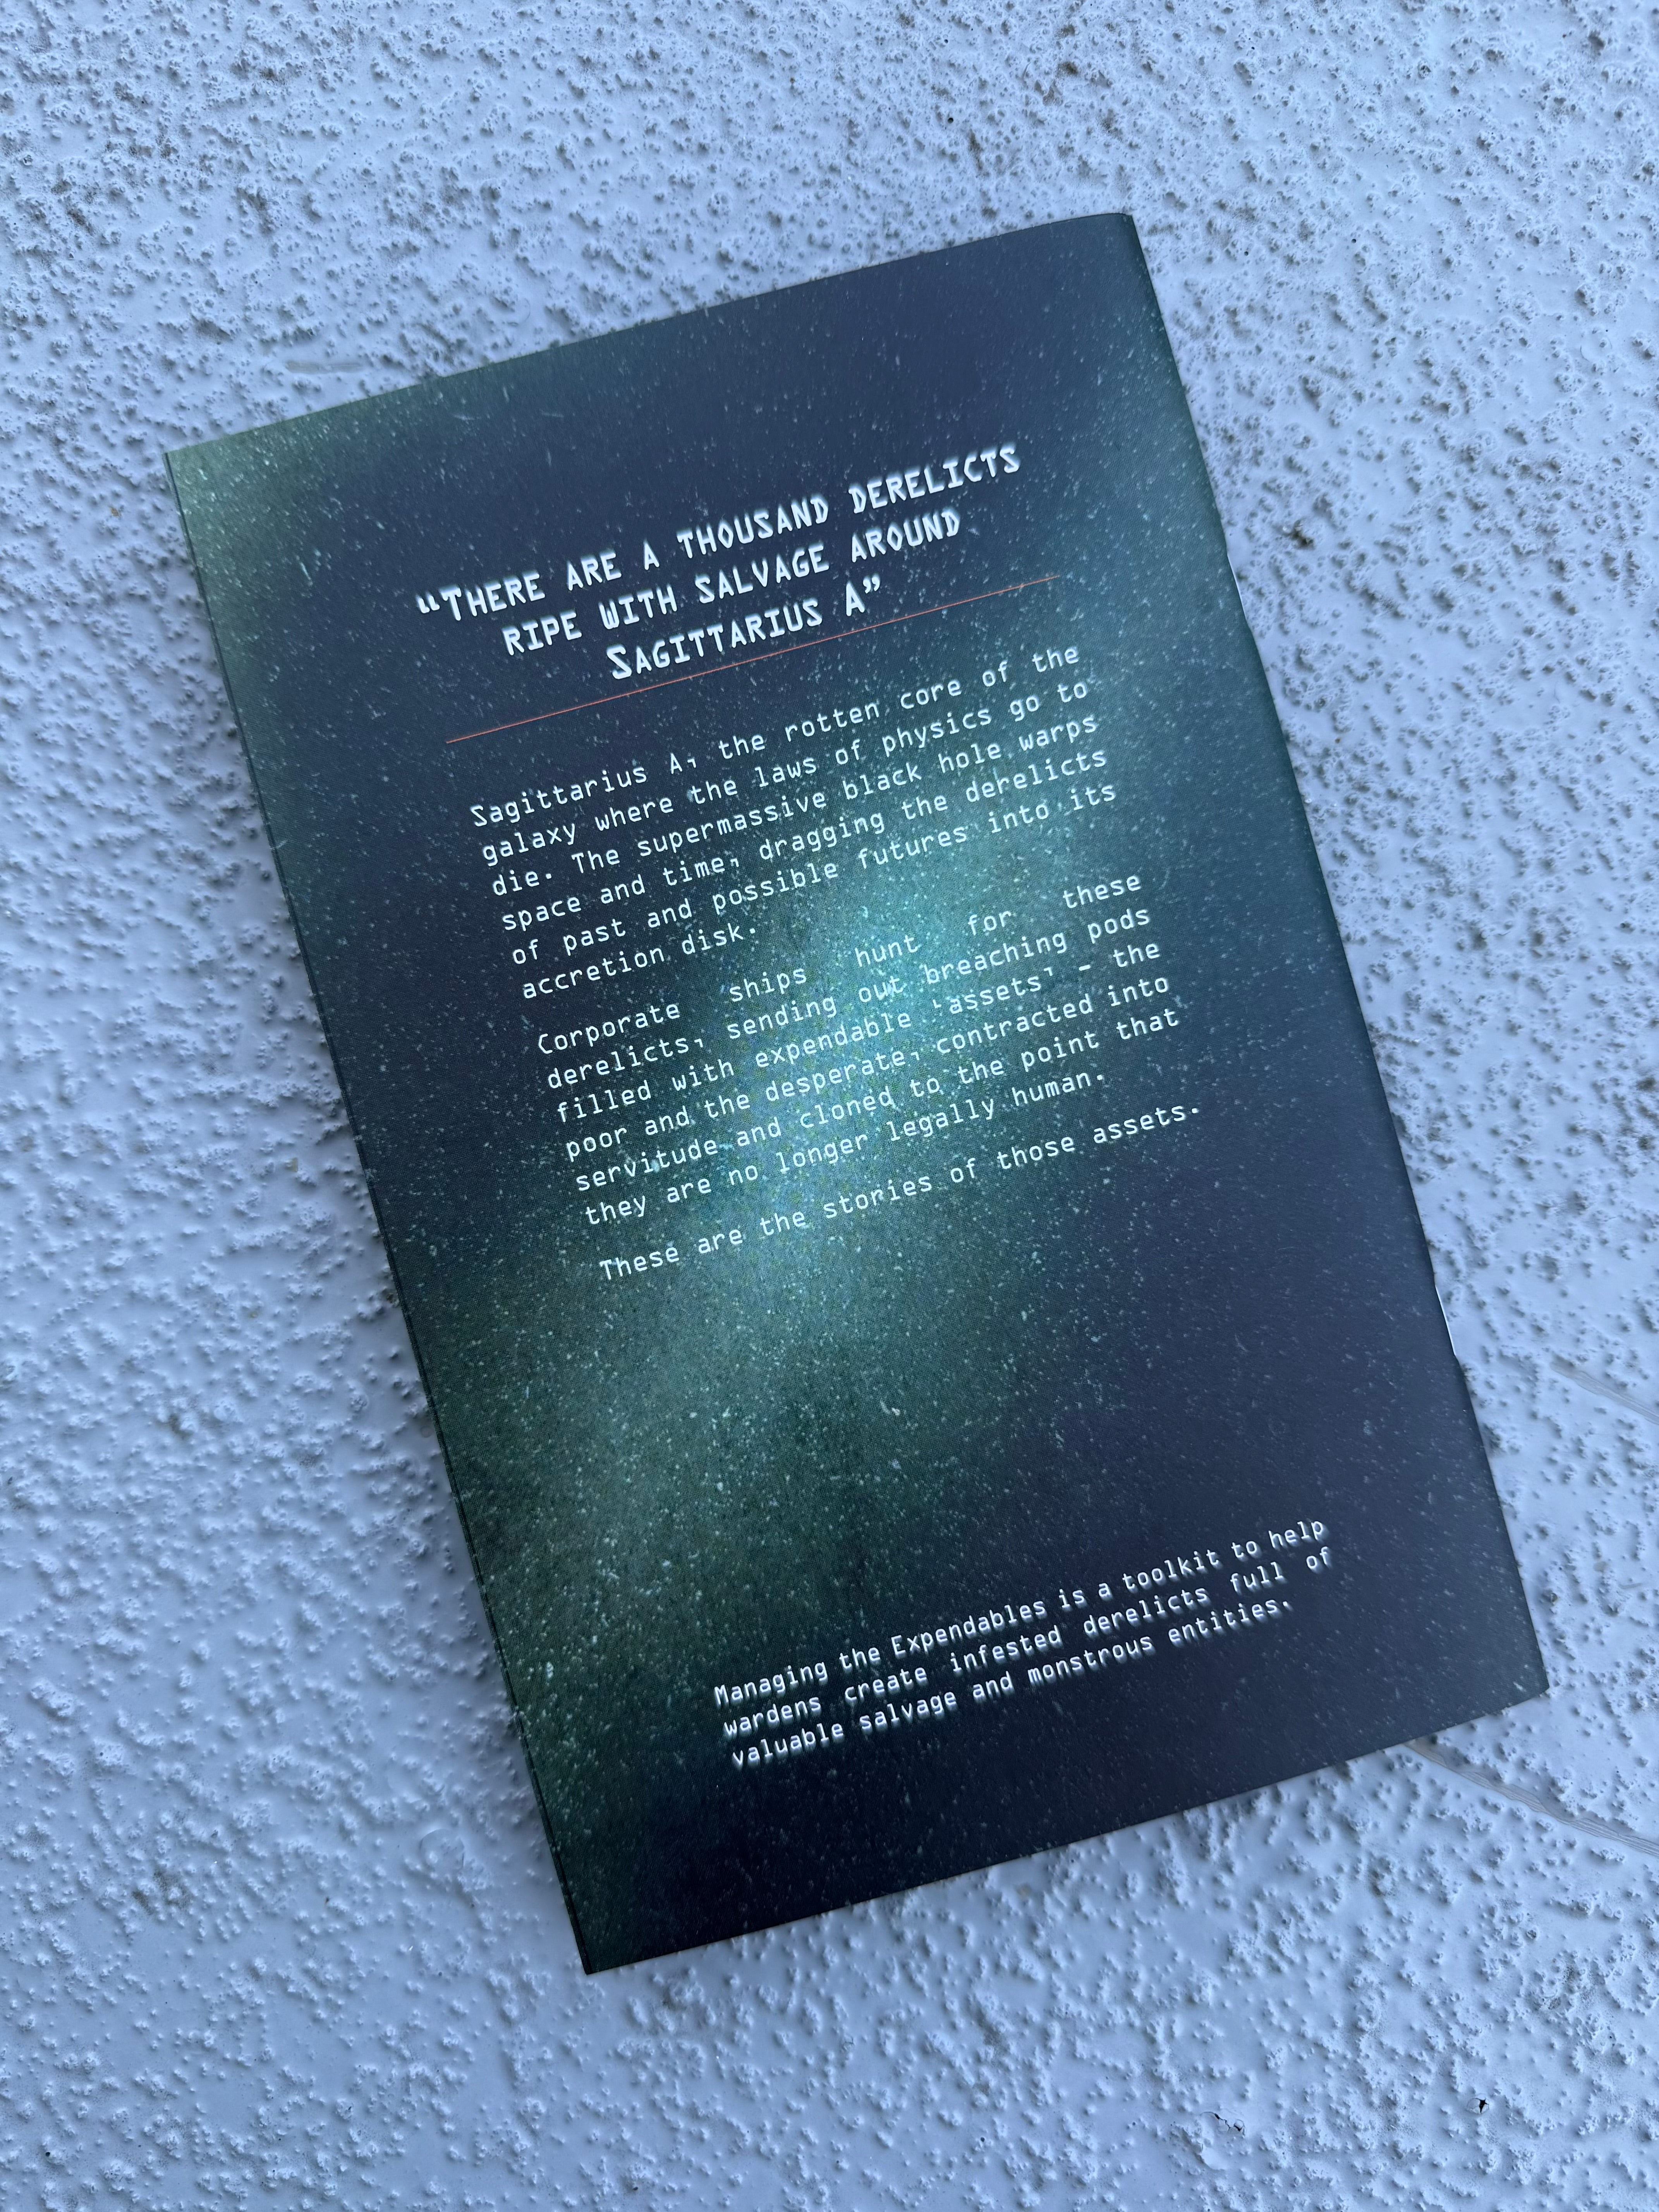 “THERE ARE A THOUSAND DERELICTS
RIPE WITH SALVAGE AROUND
SAGITTARIUS A”
Sagittarius A, the rotten core of the
galaxy where the laws of physics go to
die. The supermassive black hole warps
space and time, dragging the derelicts
of past and possible futures into its
accretion disk.
Corporate ships hunt for these
derelicts, sending out breaching pods
filled with expendable ‘assets’ - the
poor and the desperate, contracted into
servitude and cloned to the point that
they are no longer legally human.
These are the stories of those assets.
Managing the Expendables is a toolkit to help
wardens create infested derelicts full of
valuable salvage and monstrous entities.